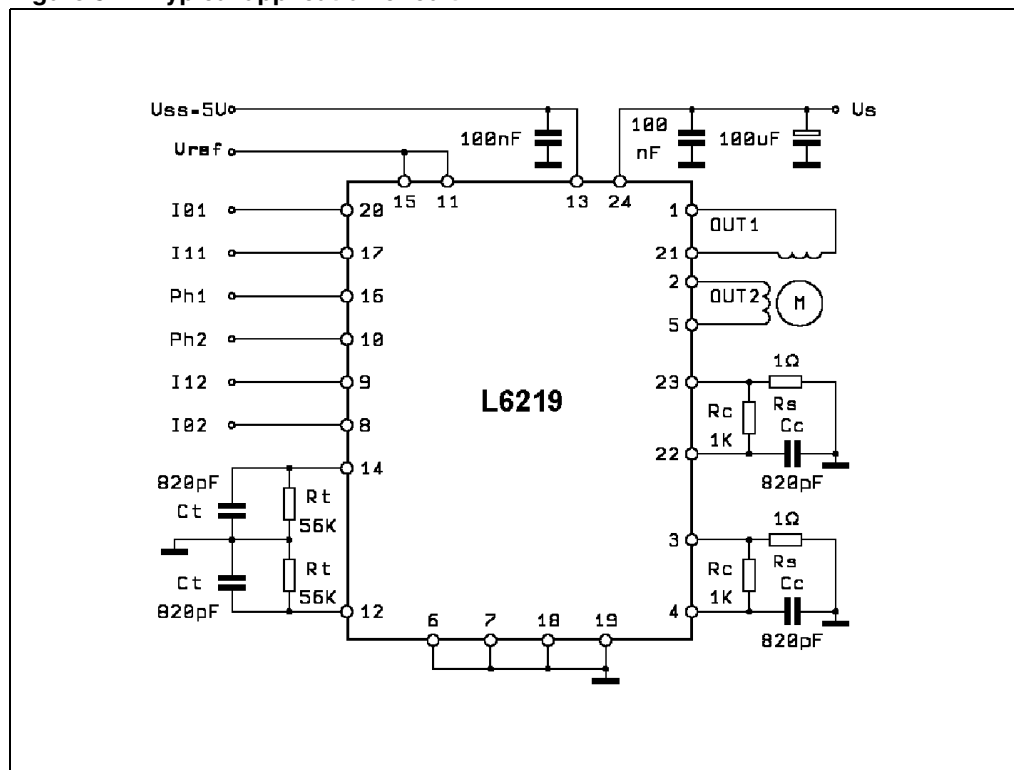 Uss-5V
Us
100nF
100
nF
100uF
Vref
15
11
13
24
I01
20
1
OUT1
I11
17
21
Ph1
16
2
OUT2
M
5
Ph2
10
1Ω
I12
9
23
Rc
1K
Rs
Cc
L6219
I02
8
22
820pF
14
820pF
Ct
Rt
56K
1Ω
3
Rc
1K
Rs
Cc
Ct
Rt
56K
820pF
12
4
820pF
6
7
18
19